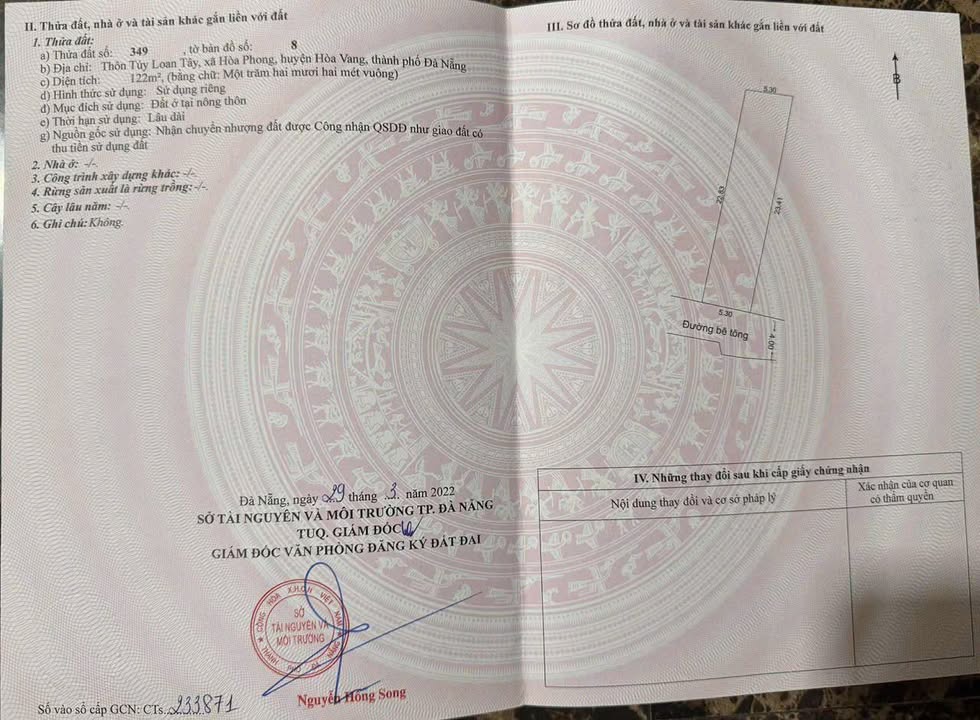 II. Thửa đất, nhà ở và tài sản khác gắn liền với đất
1. Thửa đất:
a) Thửa đất số: 349 , tờ bản đồ số: 8
b) Địa chỉ: Thôn Túy Loan Tây, xã Hòa Phong, huyện Hòa Vang, thành phố Đà Nẵng
c) Diện tích: 122m², (bằng chữ: Một trăm hai mươi hai mét vuông)
d) Hình thức sử dụng: Sử dụng riêng
đ) Mục đích sử dụng: Đất ở tại nông thôn
e) Thời hạn sử dụng: Lâu dài
g) Nguồn gốc sử dụng: Nhận chuyển nhượng đất được Công nhận QSDĐ như giao đất có
thu tiền sử dụng đất
2. Nhà ở: -/-.
3. Công trình xây dựng khác: -/-.
4. Rừng sản xuất là rừng trồng: -/-.
5. Cây lâu năm: -/-.
6. Ghi chú: Không.
Đà Nẵng, ngày 29 tháng 3 năm 2022
SỞ TÀI NGUYÊN VÀ MÔI TRƯỜNG TP. ĐÀ NẴNG
TUQ. GIÁM ĐỐC
GIÁM ĐỐC VĂN PHÒNG ĐĂNG KÝ ĐẤT ĐAI
CỘNG HÒA X.H.C.N VIỆT NAM
SỞ
TÀI NGUYÊN VÀ
MÔI TRƯỜNG
THÀNH PHỐ ĐÀ NẴNG
Nguyễn Hồng Song
Số vào sổ cấp GCN: CTs. 233871
III. Sơ đồ thửa đất, nhà ở và tài sản khác gắn liền với đất
B
5.30
22.83
23.41
5.30
Đường bê tông
4.00
IV. Những thay đổi sau khi cấp giấy chứng nhận
Nội dung thay đổi và cơ sở pháp lý
Xác nhận của cơ quan
có thẩm quyền